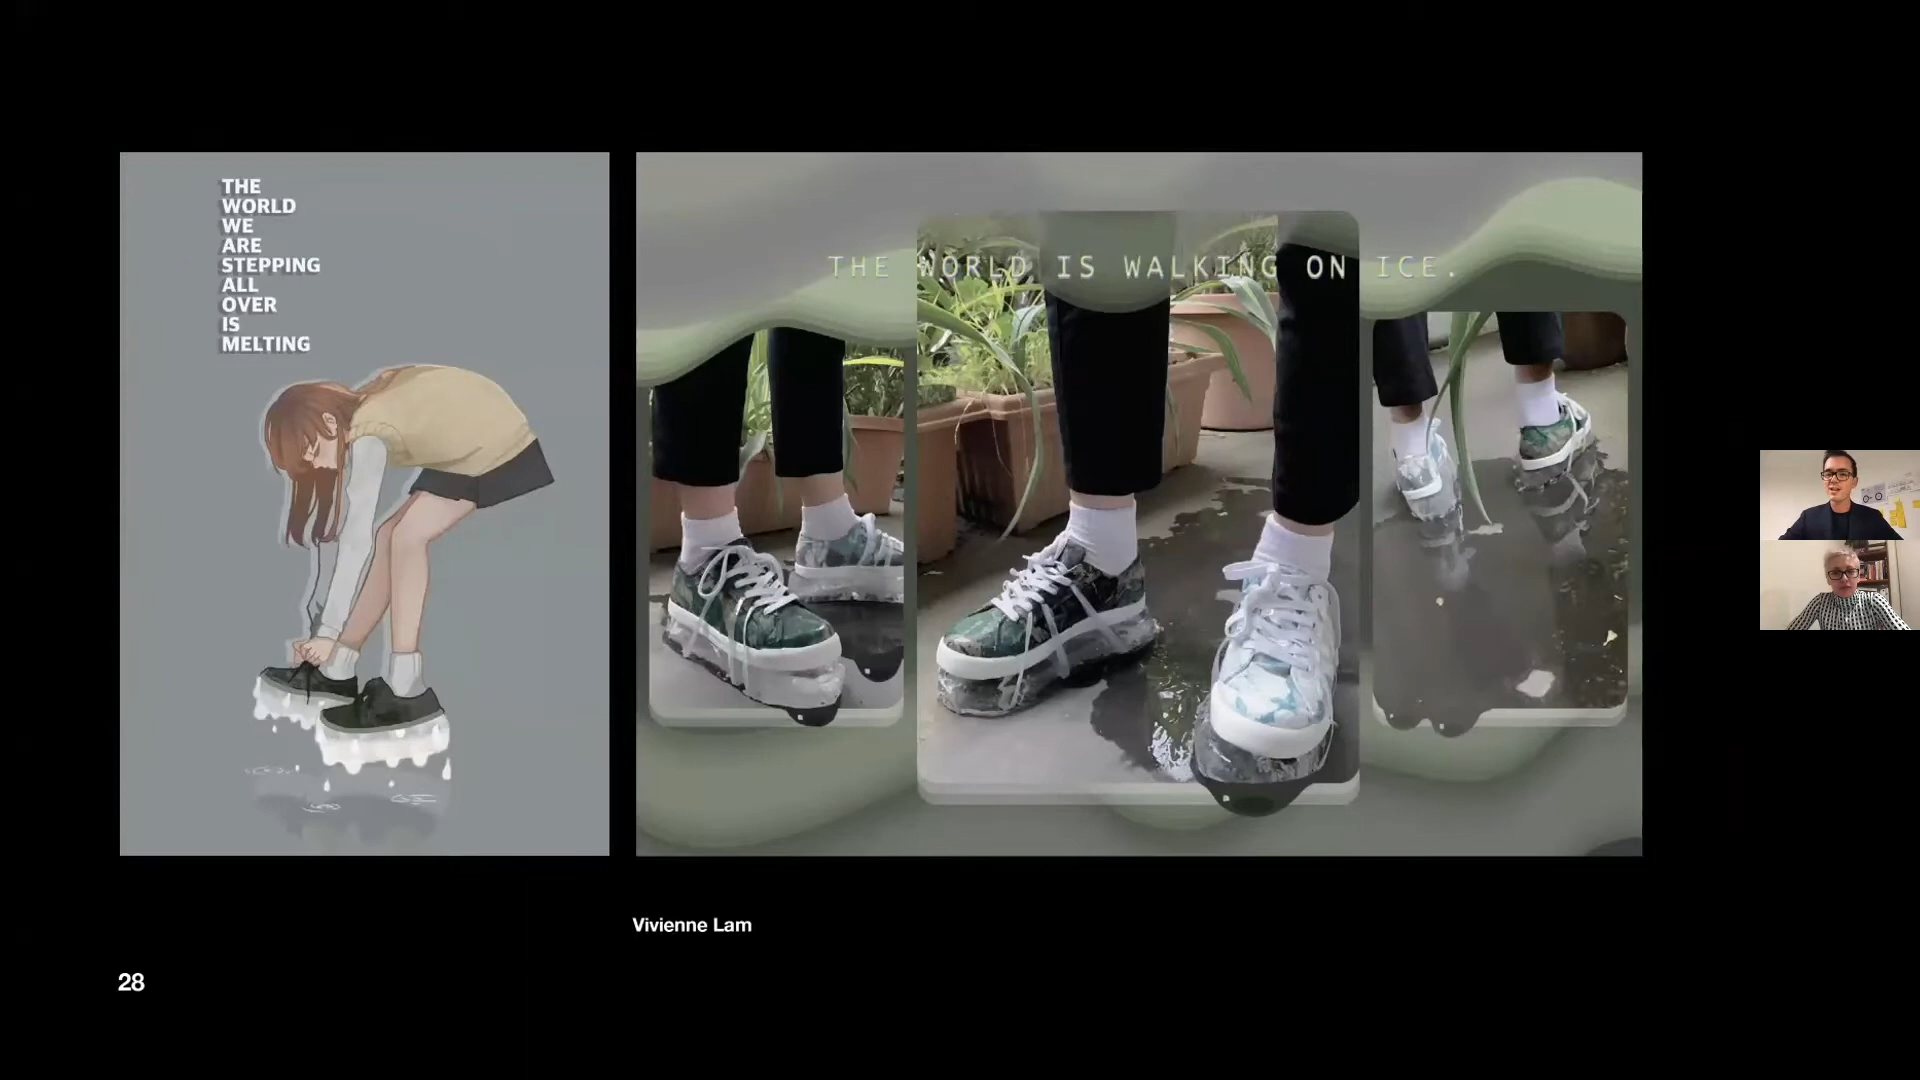 THE
WORLD
WE
ARE
STEPPING
ALL
OVER
IS
MELTING
THE WORLD IS WALKING ON ICE.
Vivienne Lam
28